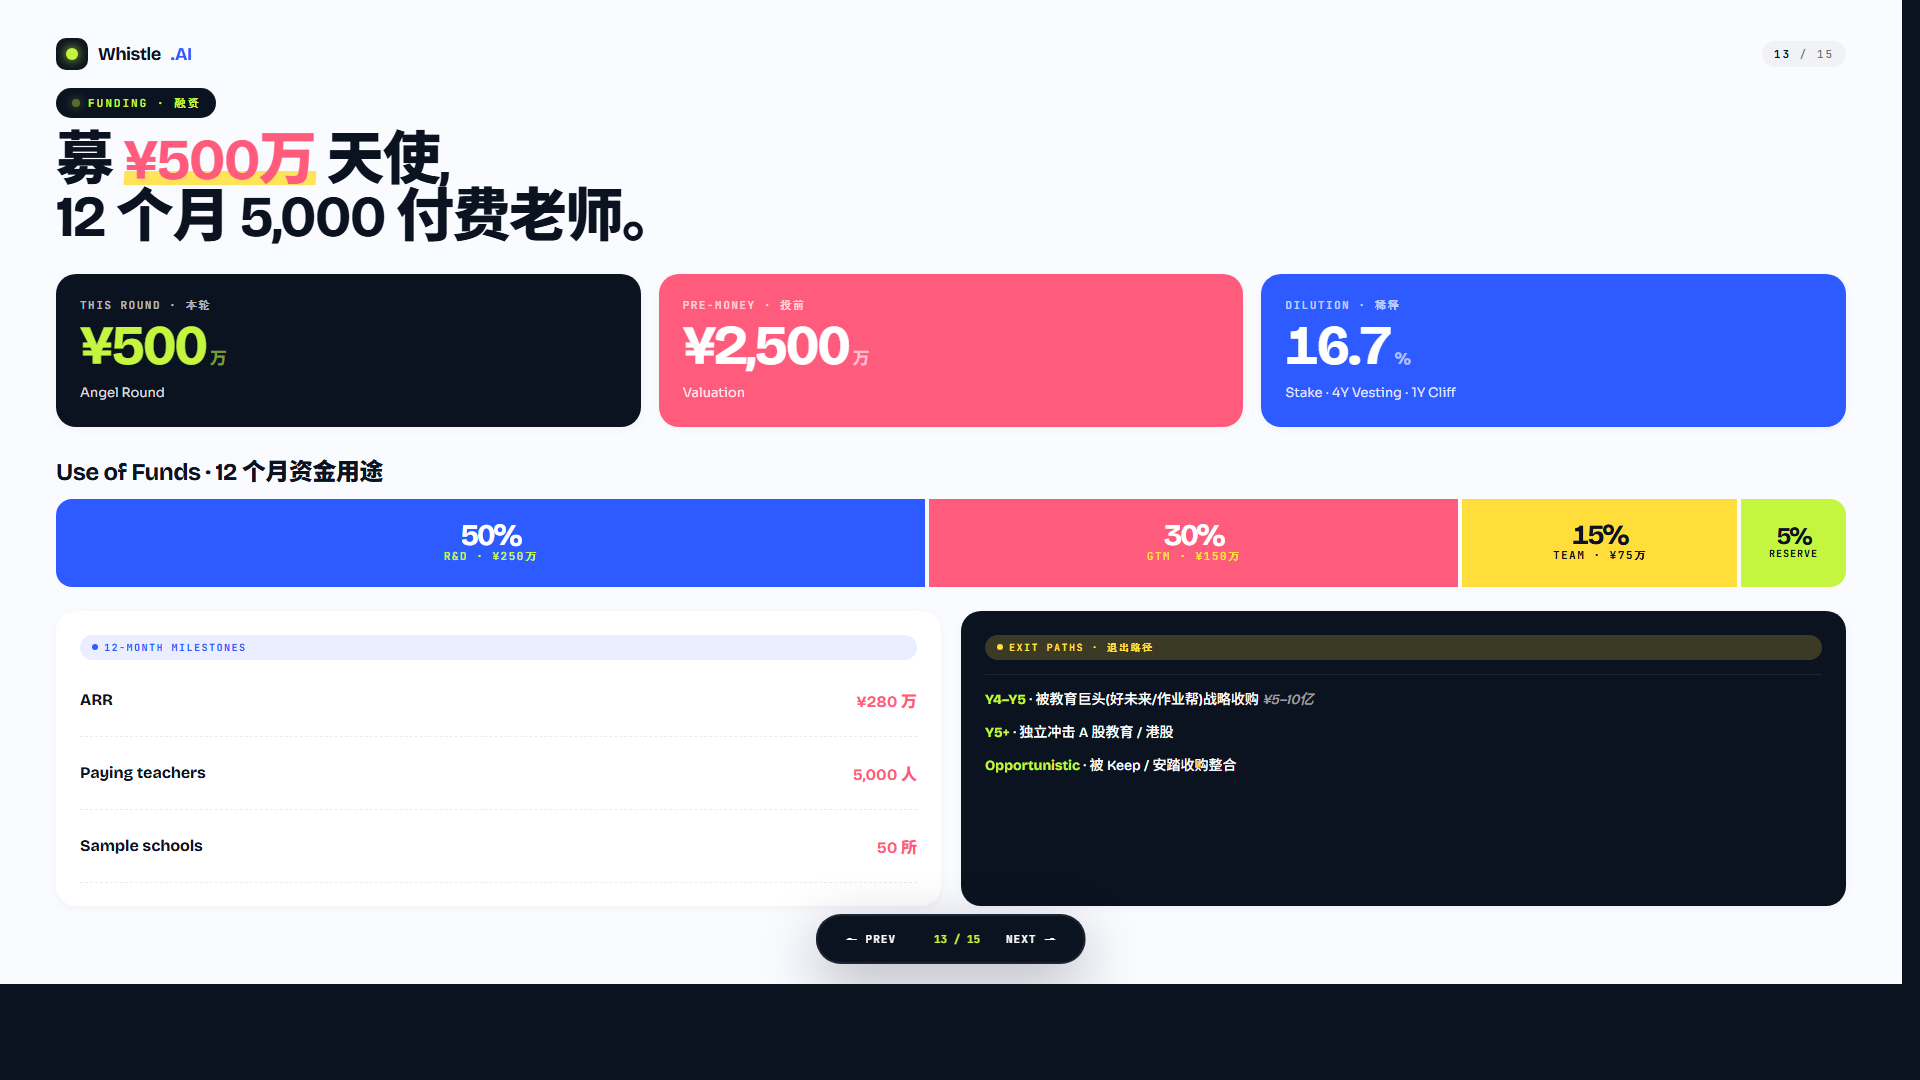 Whistle .AI
13 / 15
FUNDING · 融资
募 ¥500万 天使,
12 个月 5,000 付费老师。
THIS ROUND · 本轮
¥500万
Angel Round
PRE-MONEY · 投前
¥2,500万
Valuation
DILUTION · 稀释
16.7%
Stake · 4Y Vesting · 1Y Cliff
Use of Funds · 12 个月资金用途
50%
R&D · ¥250万
30%
GTM · ¥150万
15%
TEAM · ¥75万
5%
RESERVE
12-MONTH MILESTONES
ARR ¥280 万
Paying teachers 5,000 人
Sample schools 50 所
EXIT PATHS · 退出路径
Y4–Y5 · 被教育巨头(好未来/作业帮)战略收购 ¥5–10亿
Y5+ · 独立冲击 A 股教育 / 港股
Opportunistic · 被 Keep / 安踏收购整合
← PREV 13 / 15 NEXT →